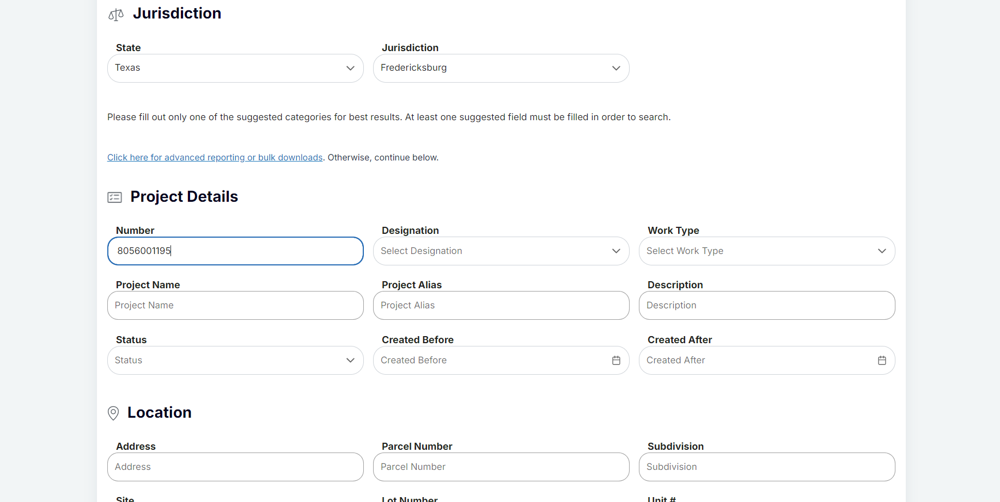 Jurisdiction
State
Jurisdiction
Texas
Fredericksburg
Please fill out only one of the suggested categories for best results. At least one suggested field must be filled in order to search.
Click here for advanced reporting or bulk downloads. Otherwise, continue below.
Project Details
Number
Designation
Work Type
8056001195
Select Designation
Select Work Type
Project Name
Project Alias
Description
Project Name
Project Alias
Description
Status
Created Before
Created After
Status
Created Before
Created After
Location
Address
Parcel Number
Subdivision
Address
Parcel Number
Subdivision
Site
Lot Number
Unit #